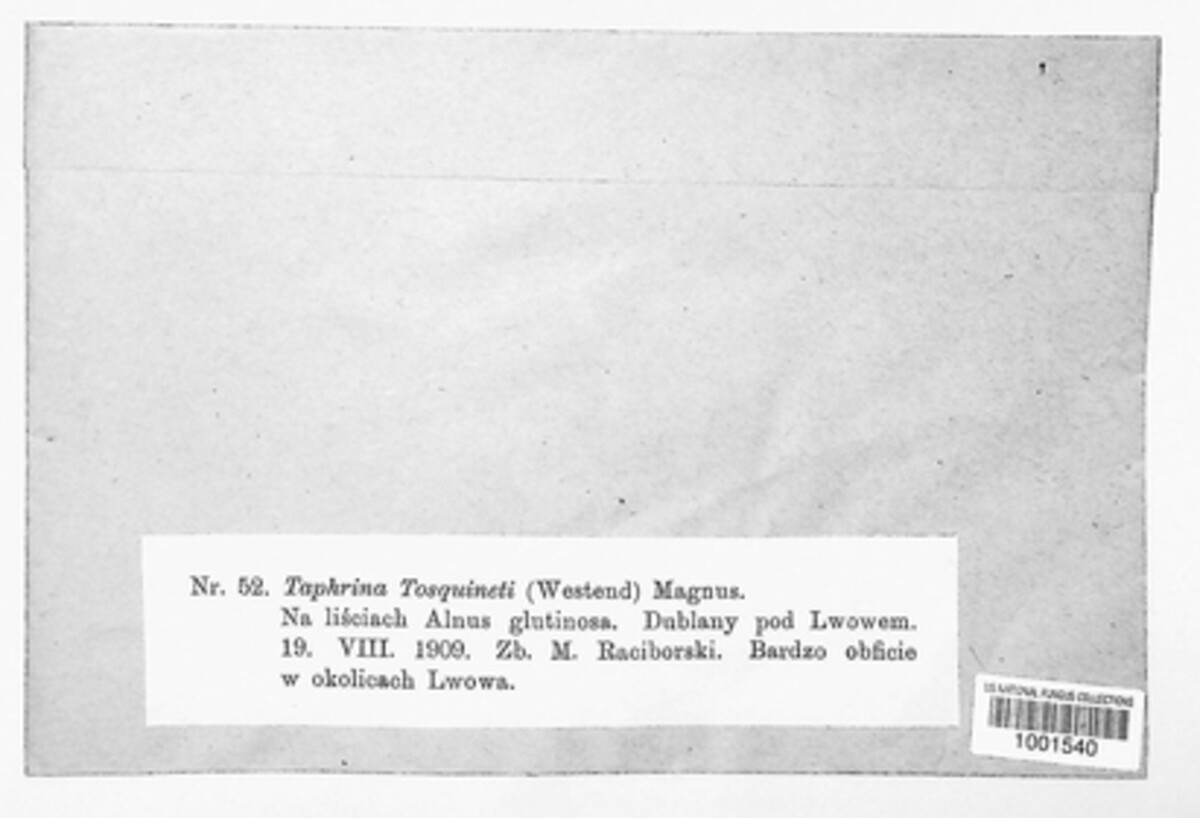 Nr. 52. Taphrina Tosquineti (Westend) Magnus.
Na liściach Alnus glutinosa. Dublany pod Lwowem.
19. VIII. 1909. Zb. M. Raciborski. Bardzo obficie
w okolicach Lwowa.
US NATIONAL FUNGUS COLLECTIONS
1001540